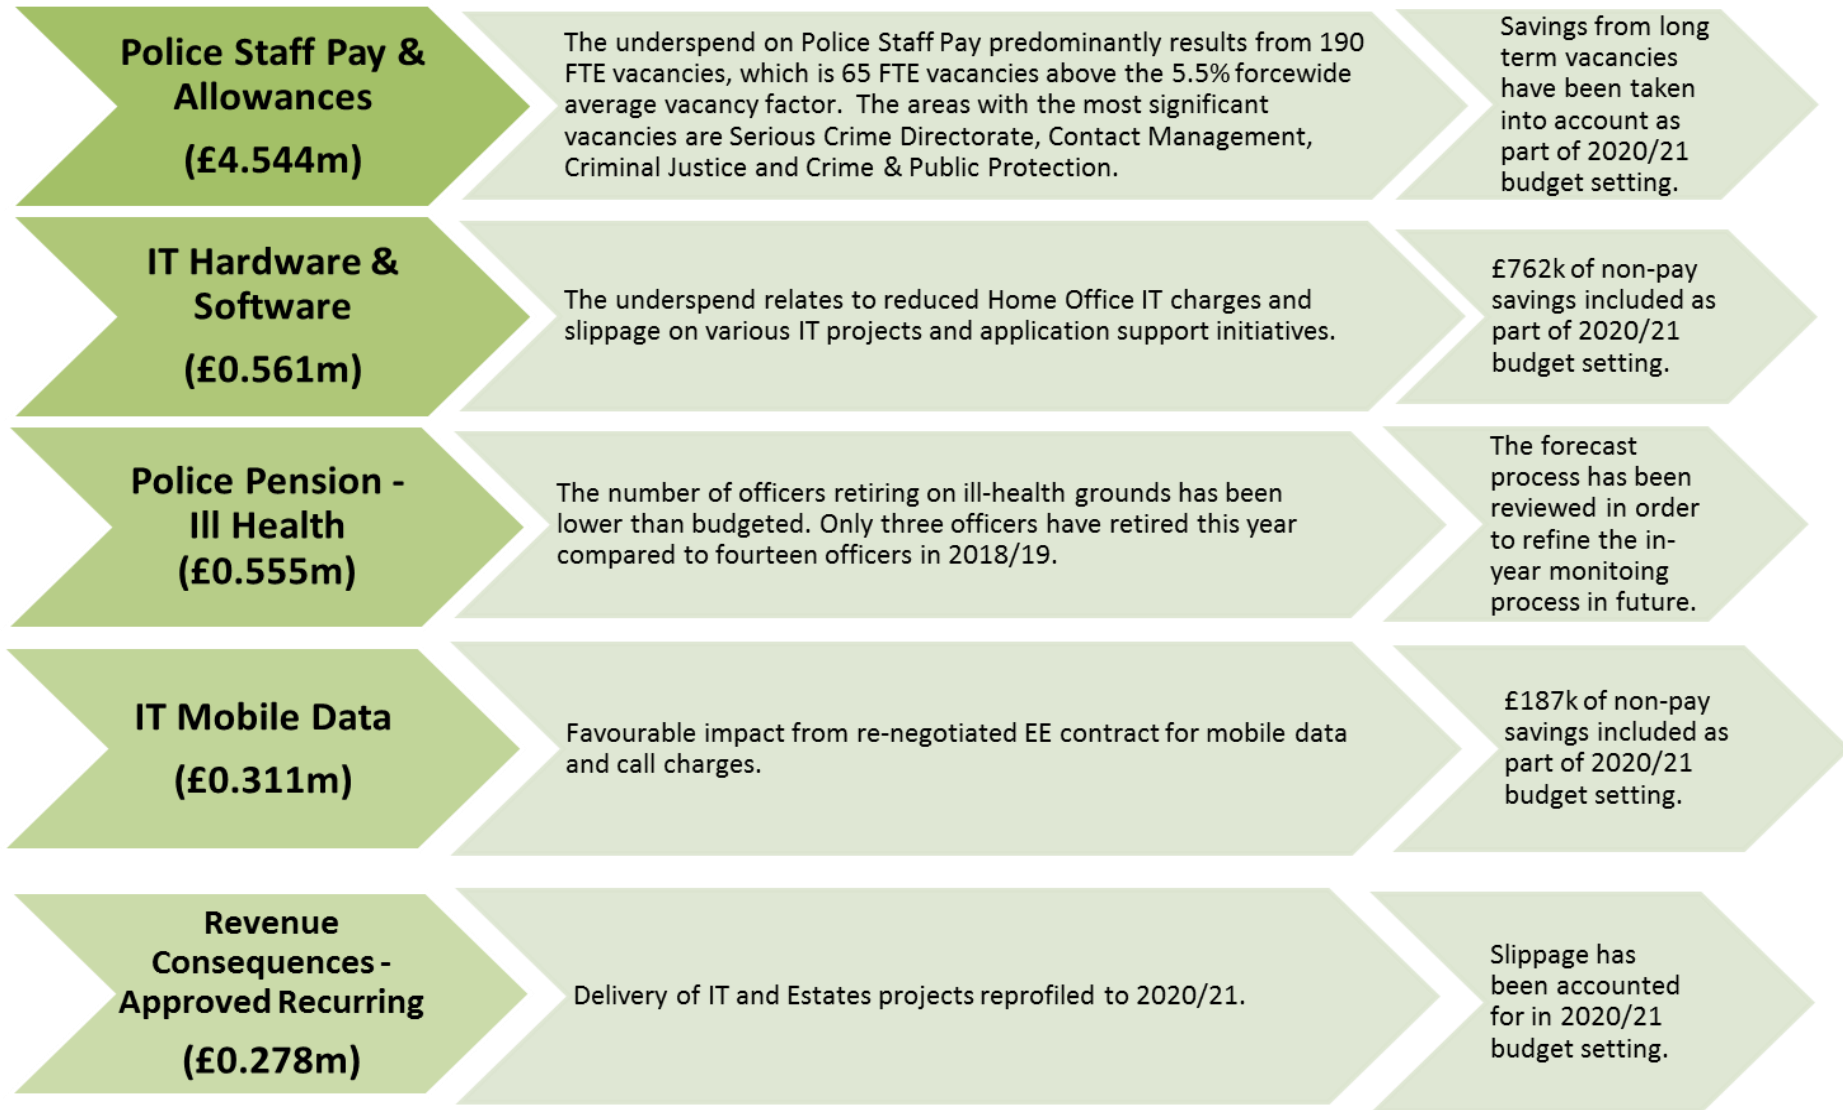 Police Staff Pay &
Allowances
(£4.544m)
The underspend on Police Staff Pay predominantly results from 190
FTE vacancies, which is 65 FTE vacancies above the 5.5% forcewide
average vacancy factor. The areas with the most significant
vacancies are Serious Crime Directorate, Contact Management,
Criminal Justice and Crime & Public Protection.
Savings from long
term vacancies
have been taken
into account as
part of 2020/21
budget setting.
IT Hardware &
Software
(£0.561m)
The underspend relates to reduced Home Office IT charges and
slippage on various IT projects and application support initiatives.
£762k of non-pay
savings included as
part of 2020/21
budget setting.
Police Pension -
Ill Health
(£0.555m)
The number of officers retiring on ill-health grounds has been
lower than budgeted. Only three officers have retired this year
compared to fourteen officers in 2018/19.
The forecast
process has been
reviewed in order
to refine the in-
year monitoing
process in future.
IT Mobile Data
(£0.311m)
Favourable impact from re-negotiated EE contract for mobile data
and call charges.
£187k of non-pay
savings included as
part of 2020/21
budget setting.
Revenue
Consequences -
Approved Recurring
(£0.278m)
Delivery of IT and Estates projects reprofiled to 2020/21.
Slippage has
been accounted
for in 2020/21
budget setting.